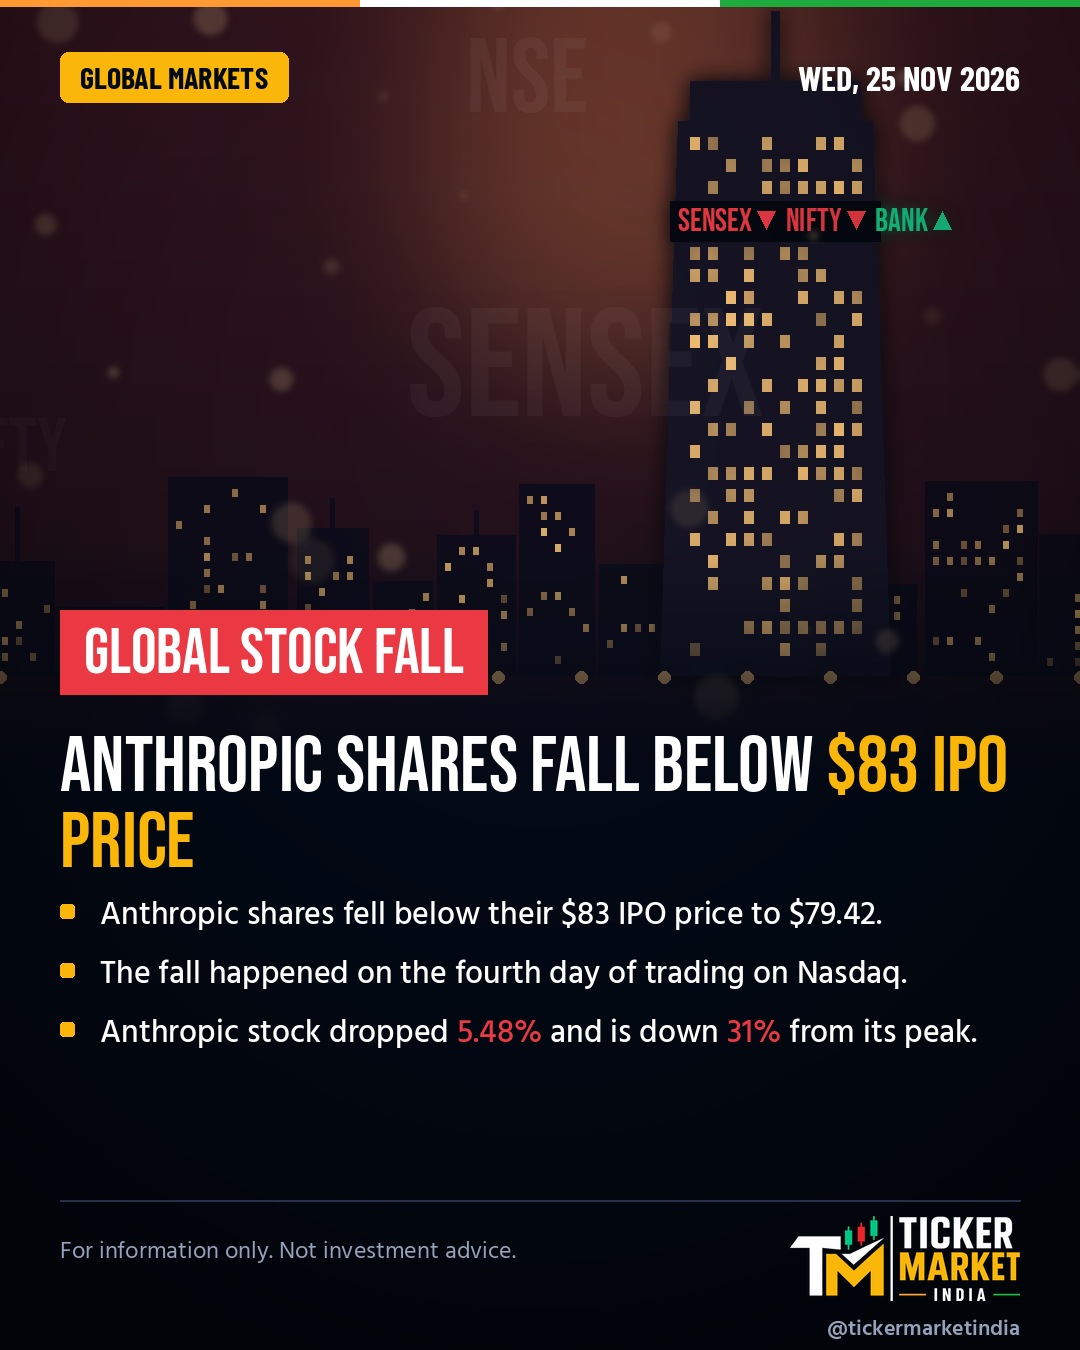 GLOBAL MARKETS
WED, 25 NOV 2026
NSE
SENSEX NIFTY BANK
SENSEX
FTY
GLOBAL STOCK FALL
ANTHROPIC SHARES FALL BELOW $83 IPO
PRICE
Anthropic shares fell below their $83 IPO price to $79.42.
The fall happened on the fourth day of trading on Nasdaq.
Anthropic stock dropped 5.48% and is down 31% from its peak.
For information only. Not investment advice.
TM
TICKER
MARKET
INDIA
@tickermarketindia